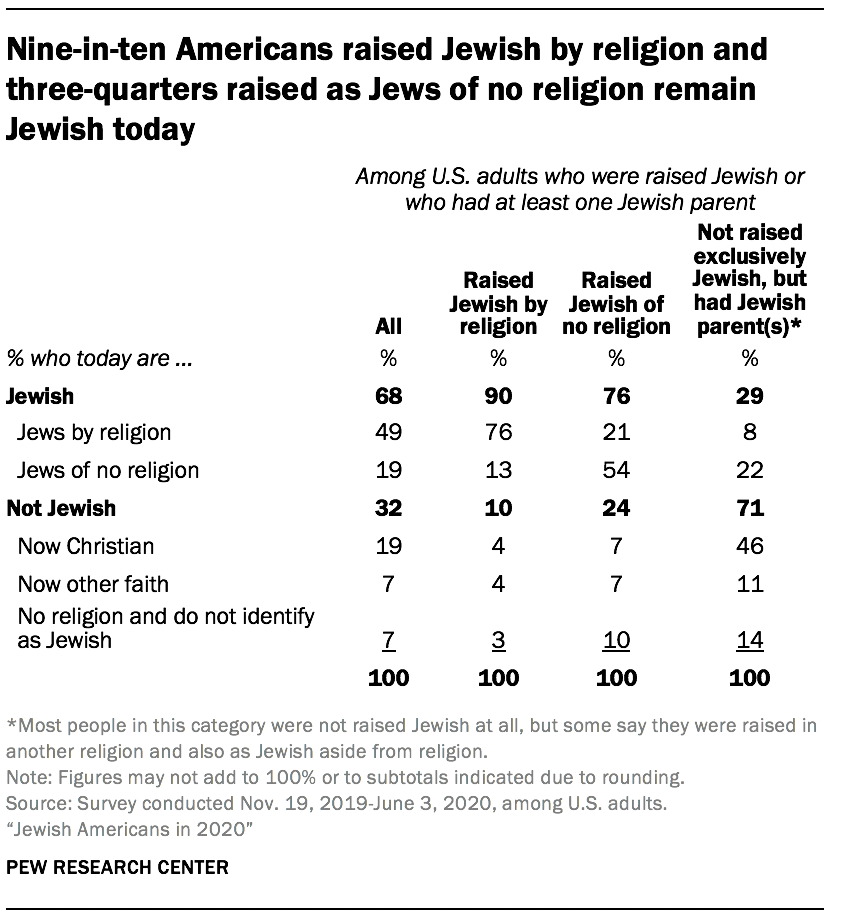 Nine-in-ten Americans raised Jewish by religion and
three-quarters raised as Jews of no religion remain
Jewish today
Among U.S. adults who were raised Jewish or
who had at least one Jewish parent
All
Raised
Jewish by
religion
Raised
Jewish of
no religion
Not raised
exclusively
Jewish, but
had Jewish
parent(s)*
% who today are ... % % % %
Jewish 68 90 76 29
Jews by religion 49 76 21 8
Jews of no religion 19 13 54 22
Not Jewish 32 10 24 71
Now Christian 19 4 7 46
Now other faith 7 4 7 11
No religion and do not identify
as Jewish 7 3 10 14
100 100 100 100
*Most people in this category were not raised Jewish at all, but some say they were raised in
another religion and also as Jewish aside from religion.
Note: Figures may not add to 100% or to subtotals indicated due to rounding.
Source: Survey conducted Nov. 19, 2019-June 3, 2020, among U.S. adults.
“Jewish Americans in 2020”
PEW RESEARCH CENTER